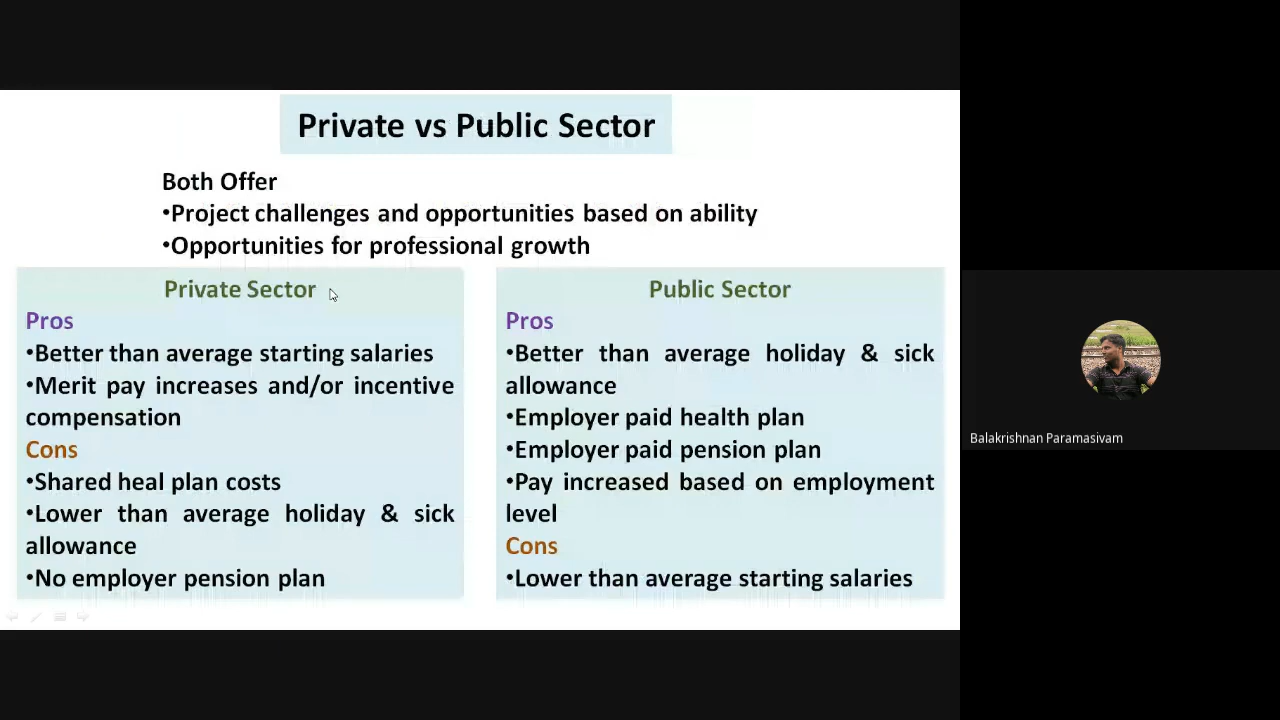 Private vs Public Sector
Both Offer
•Project challenges and opportunities based on ability
•Opportunities for professional growth
Private Sector
Pros
•Better than average starting salaries
•Merit pay increases and/or incentive
compensation
Cons
•Shared heal plan costs
•Lower than average holiday & sick
allowance
•No employer pension plan
Public Sector
Pros
•Better than average holiday & sick
allowance
•Employer paid health plan
•Employer paid pension plan
•Pay increased based on employment
level
Cons
•Lower than average starting salaries
Balakrishnan Paramasivam